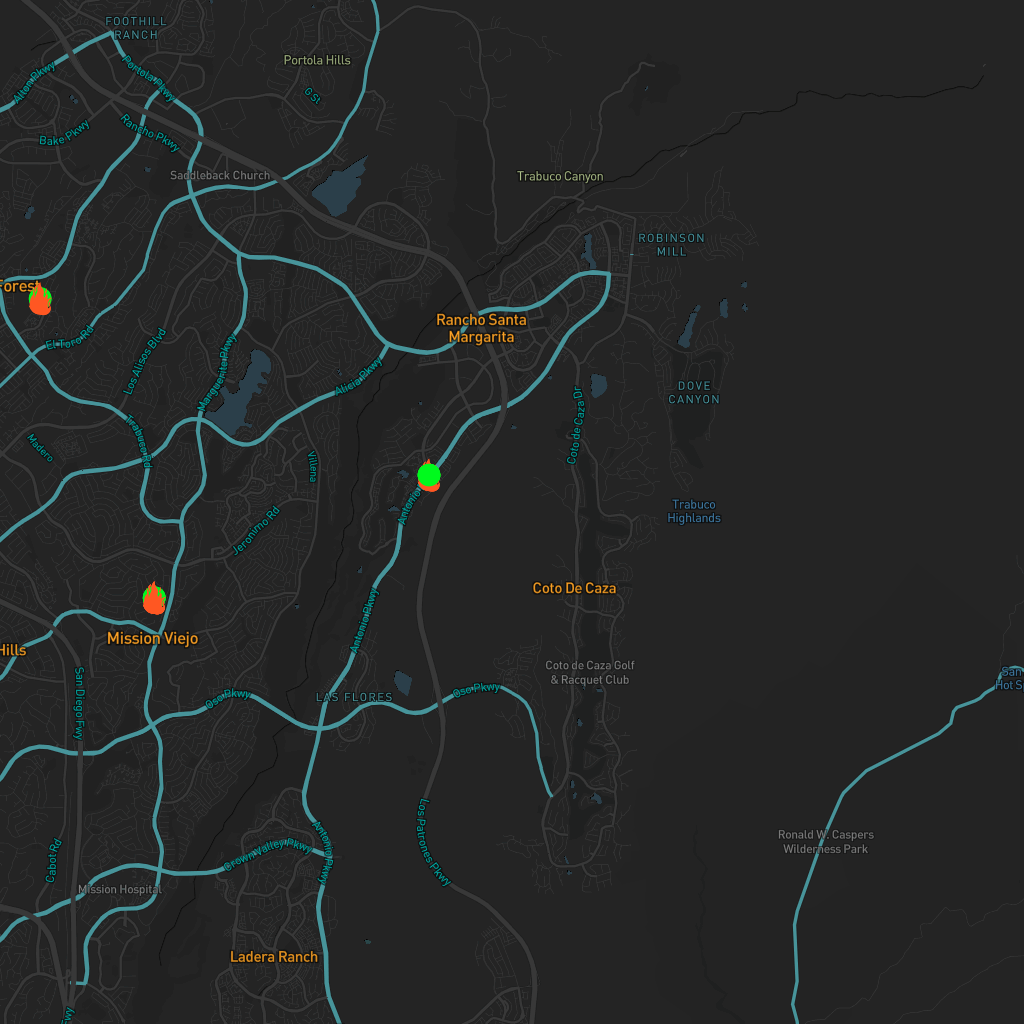 FOOTHILL
RANCH
Portola Hills
Alton Pkwy
Portola Pkwy
G St
Bake Pkwy
Rancho Pkwy
Saddleback Church
Trabuco Canyon
ROBINSON
MILL
Forest
Rancho Santa
Margarita
El Toro Rd
Los Alisos Blvd
Marguerite Pkwy
Alicia Pkwy
DOVE
CANYON
Coto de Caza Dr
Trabuco Rd
Madero
Villena
Antonio
Trabuco
Highlands
Jeronimo Rd
Coto De Caza
Antonio Pkwy
Mission Viejo
Hills
Coto de Caza Golf
& Racquet Club
San
Hot Sp
San Diego Fwy
Oso Pkwy
LAS FLORES
Oso Pkwy
Los Patrones Pkwy
Antonio Pkwy
Crown Valley Pkwy
Cabot Rd
Ronald W. Caspers
Wilderness Park
Mission Hospital
Ladera Ranch
Fwy